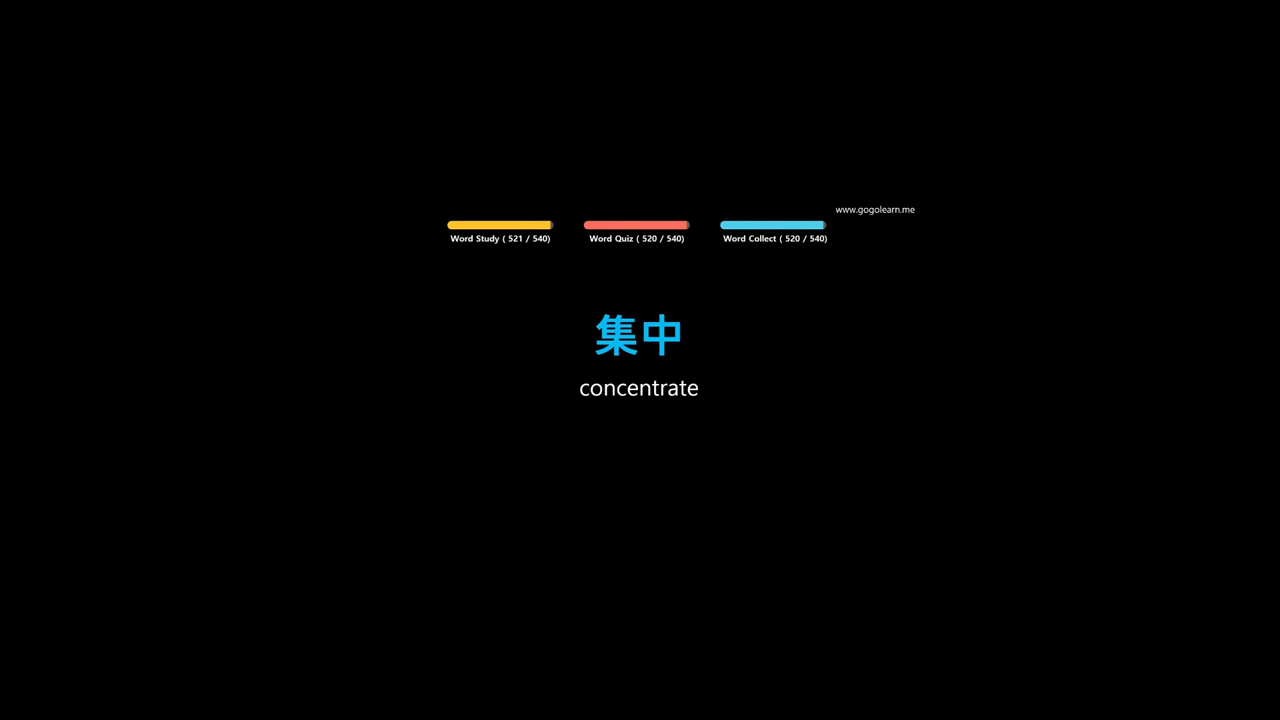 www.gogolearn.me
Word Study ( 521 / 540)
Word Quiz ( 520 / 540)
Word Collect ( 520 / 540)
集中
concentrate